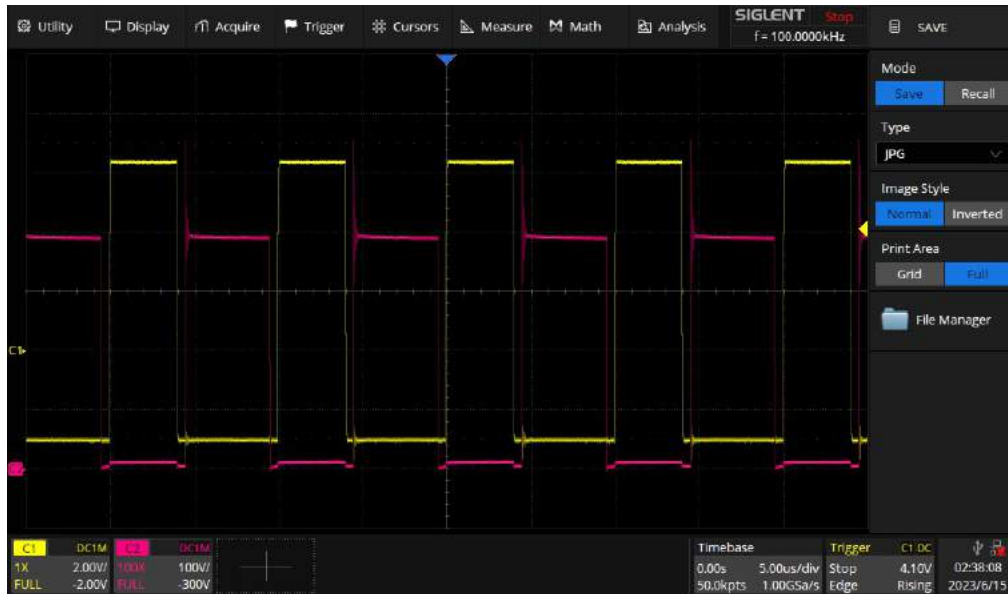 Utility Display Acquire Trigger Cursors Measure Math Analysis SIGLENT Stop
f = 100.0000kHz
SAVE
Mode
Save Recall
Type
JPG
Image Style
Normal Inverted
Print Area
Grid Full
File Manager
C1
C2
C1 DC1M
1X 2.00V/
FULL -2.00V
C2 DC1M
100X 100V/
FULL -300V
Timebase
0.00s 5.00us/div
50.0kpts 1.00GSa/s
Trigger C1 DC
Stop 4.10V
Edge Rising
02:38:08
2023/6/15